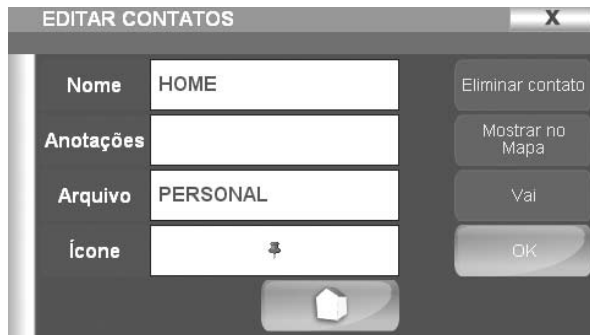 EDITAR CONTATOS
X
Nome
HOME
Eliminar contato
Anotações
Mostrar no
Mapa
Arquivo
PERSONAL
Vai
Ícone
OK